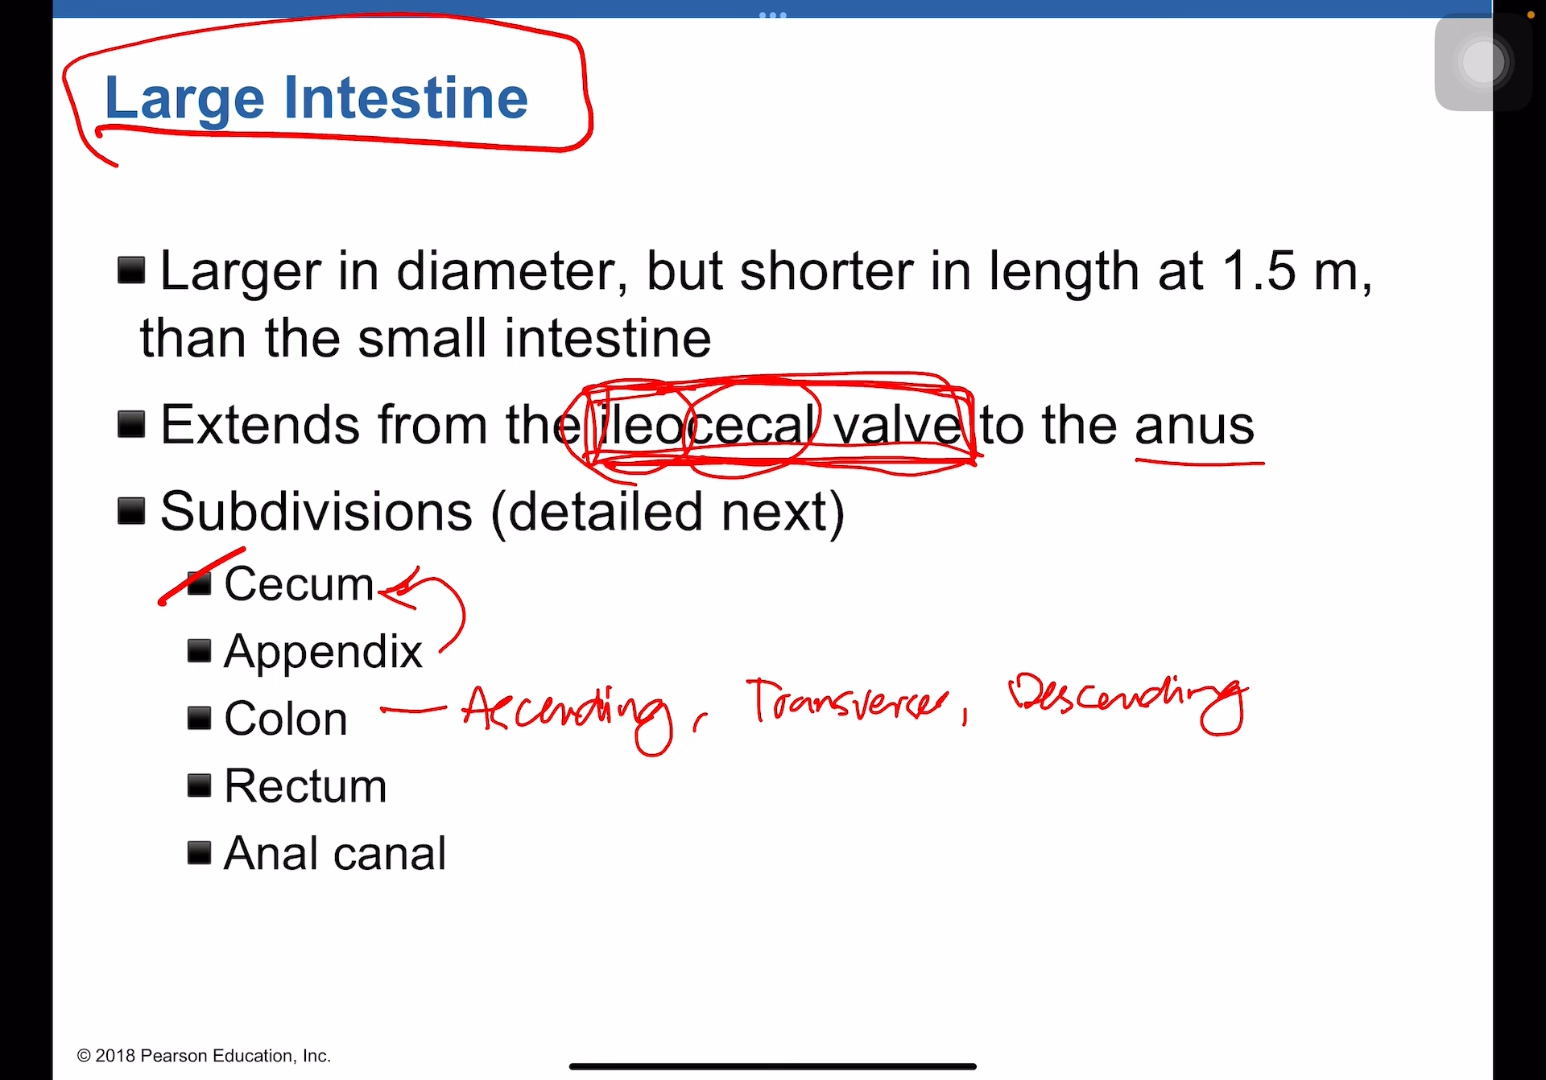 Large Intestine
Larger in diameter, but shorter in length at 1.5 m,
than the small intestine
Extends from the ileocecal valve to the anus
Subdivisions (detailed next)
Cecum
Appendix
Colon — Ascending, Transverse, Descending
Rectum
Anal canal
© 2018 Pearson Education, Inc.